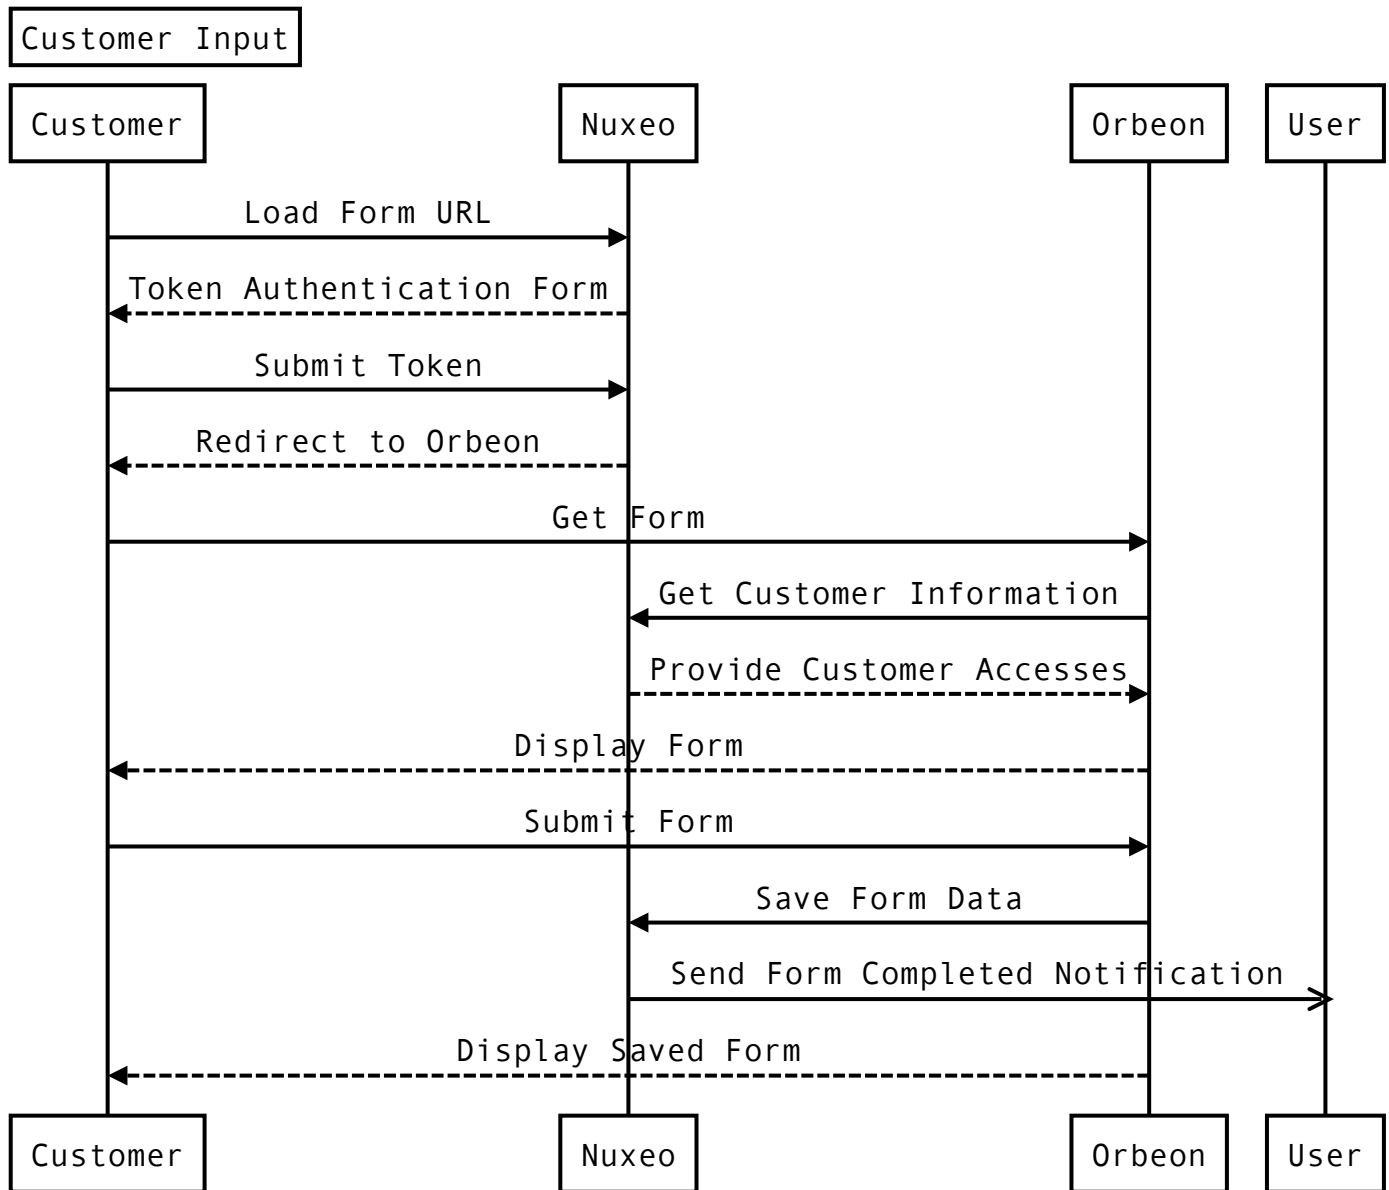 Customer Input
Customer Nuxeo Orbeon User
Load Form URL
Token Authentication Form
Submit Token
Redirect to Orbeon
Get Form
Get Customer Information
Provide Customer Accesses
Display Form
Submit Form
Save Form Data
Send Form Completed Notification
Display Saved Form
Customer Nuxeo Orbeon User